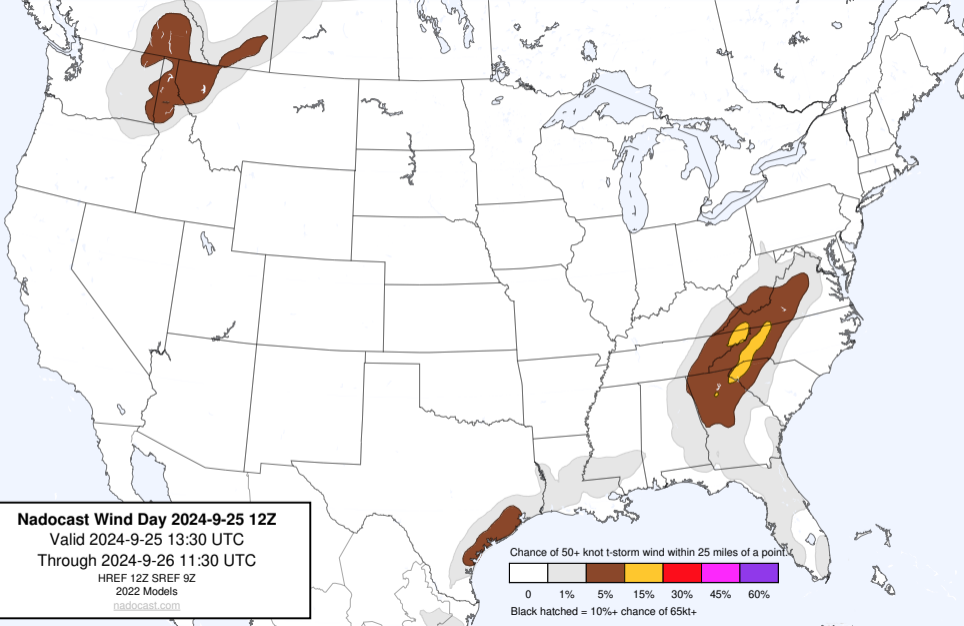 Nadocast Wind Day 2024-9-25 12Z
Valid 2024-9-25 13:30 UTC
Through 2024-9-26 11:30 UTC
HREF 12Z SREF 9Z
2022 Models
nadocast.com
Chance of 50+ knot t-storm wind within 25 miles of a point.
0 1% 5% 15% 30% 45% 60%
Black hatched = 10%+ chance of 65kt+